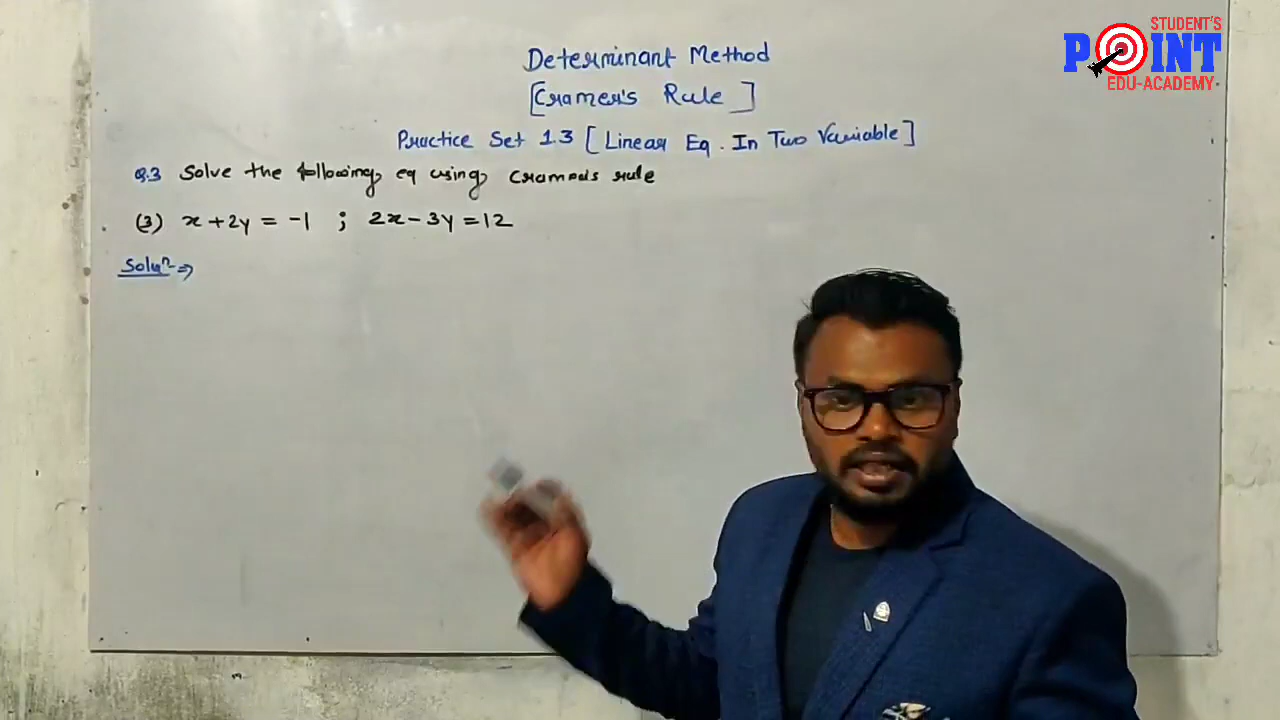 STUDENT'S
POINT
EDU-ACADEMY
Determinant Method
[Cramer's Rule]
Practice Set 1.3 [Linear Eq. In Two Variable]
Q.3 Solve the following eq using cramers rule
(3) x + 2y = -1 ; 2x - 3y = 12
Soluⁿ ⇒